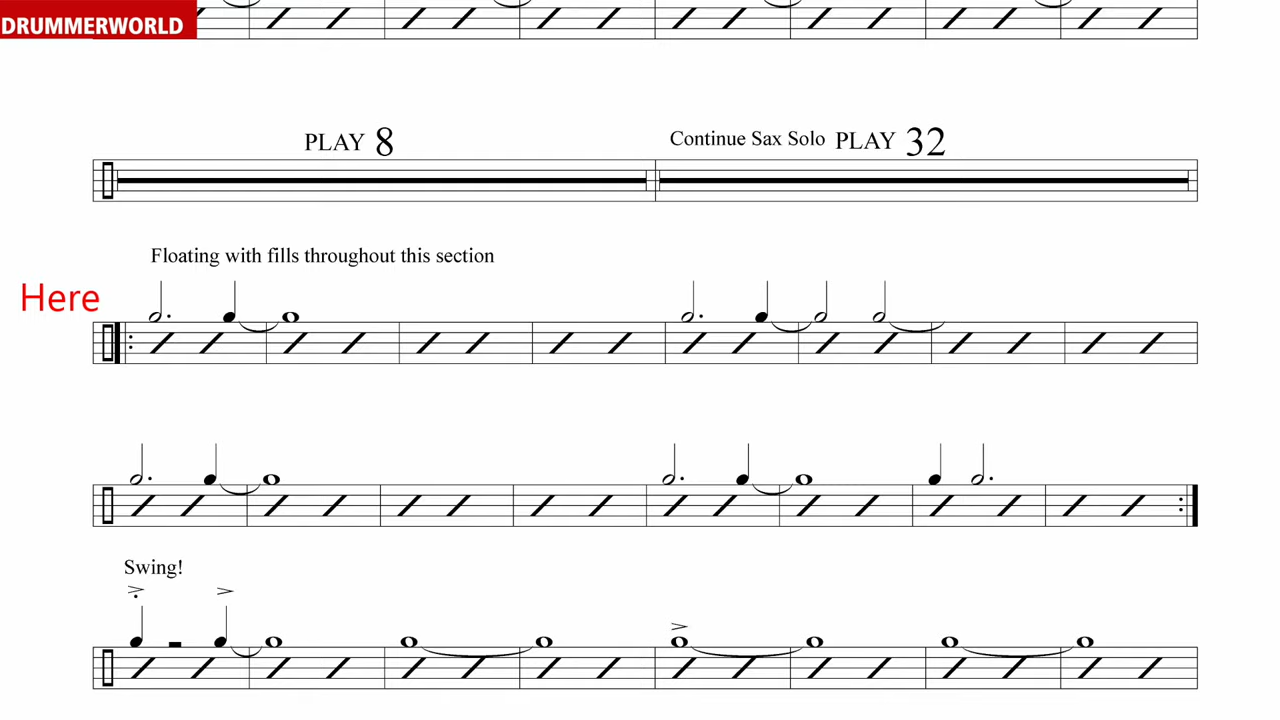 DRUMMERWORLD
PLAY 8
Continue Sax Solo PLAY 32
Floating with fills throughout this section
Here
Swing!